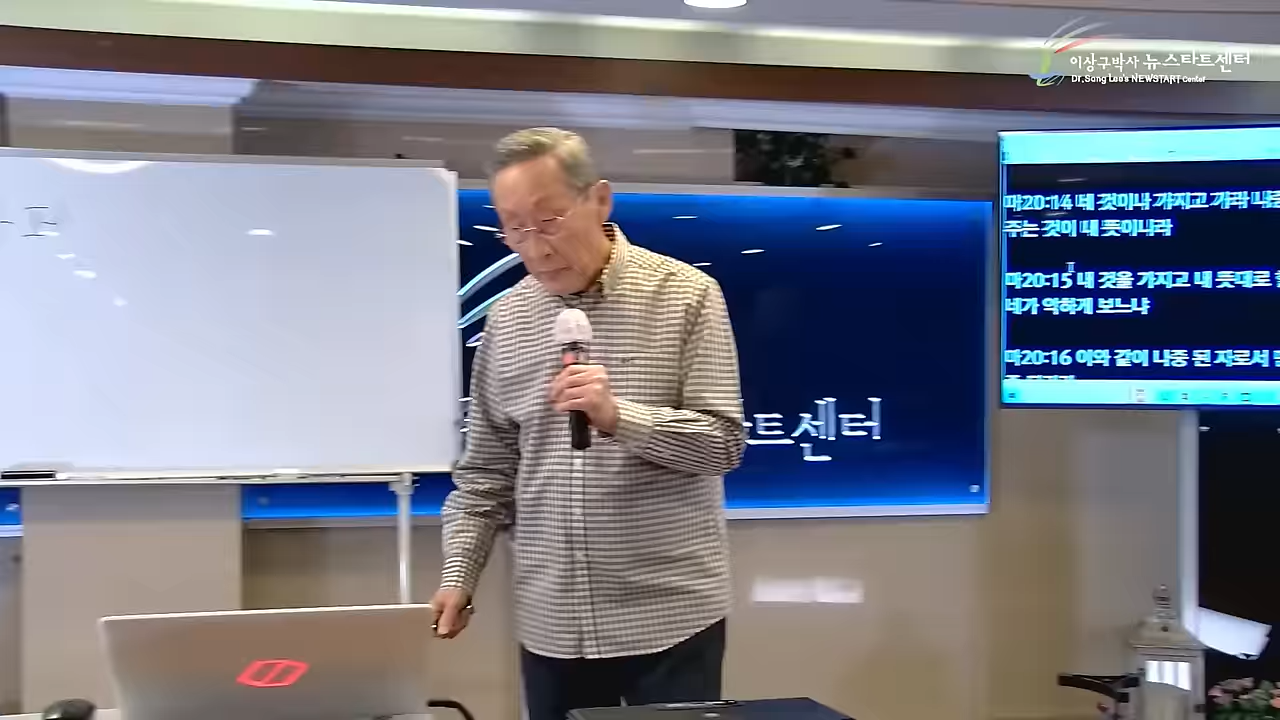 이상구박사 뉴스타트센터
Dr.Sang Lee's NEWSTART Center
마20:14 네 것이나 가지고 가라 나중
주는 것이 내 뜻이니라
마20:15 내 것을 가지고 내 뜻대로
네가 악하게 보느냐
마20:16 이와 같이 나중 된 자로서
타트센터